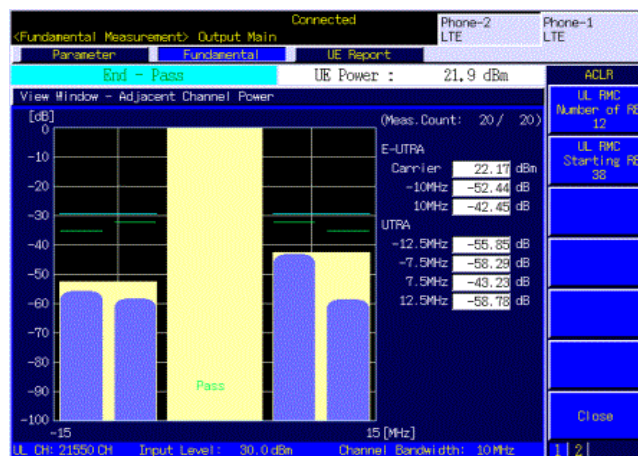 Connected
<Fundamental Measurement> Output Main
Phone-2
LTE
Phone-1
LTE
Parameter
Fundamental
UE Report
End - Pass
UE Power :
21.9 dBm
ACLR
View Window - Adjacent Channel Power
UL RMC
Number of RB
12
[dB]
(Meas.Count: 20/ 20)
UL RMC
Starting RB
38
0
-10
-20
-30
-40
-50
-60
-70
-80
-90
-100
E-UTRA
Carrier 22.17 dBm
-10MHz -52.44 dB
10MHz -42.45 dB
UTRA
-12.5MHz -55.85 dB
-7.5MHz -58.29 dB
7.5MHz -43.23 dB
12.5MHz -58.78 dB
Pass
-15
15 [MHz]
Close
UL CH: 21550 CH Input Level: 30.0 dBm Channel Bandwidth: 10 MHz
1 2